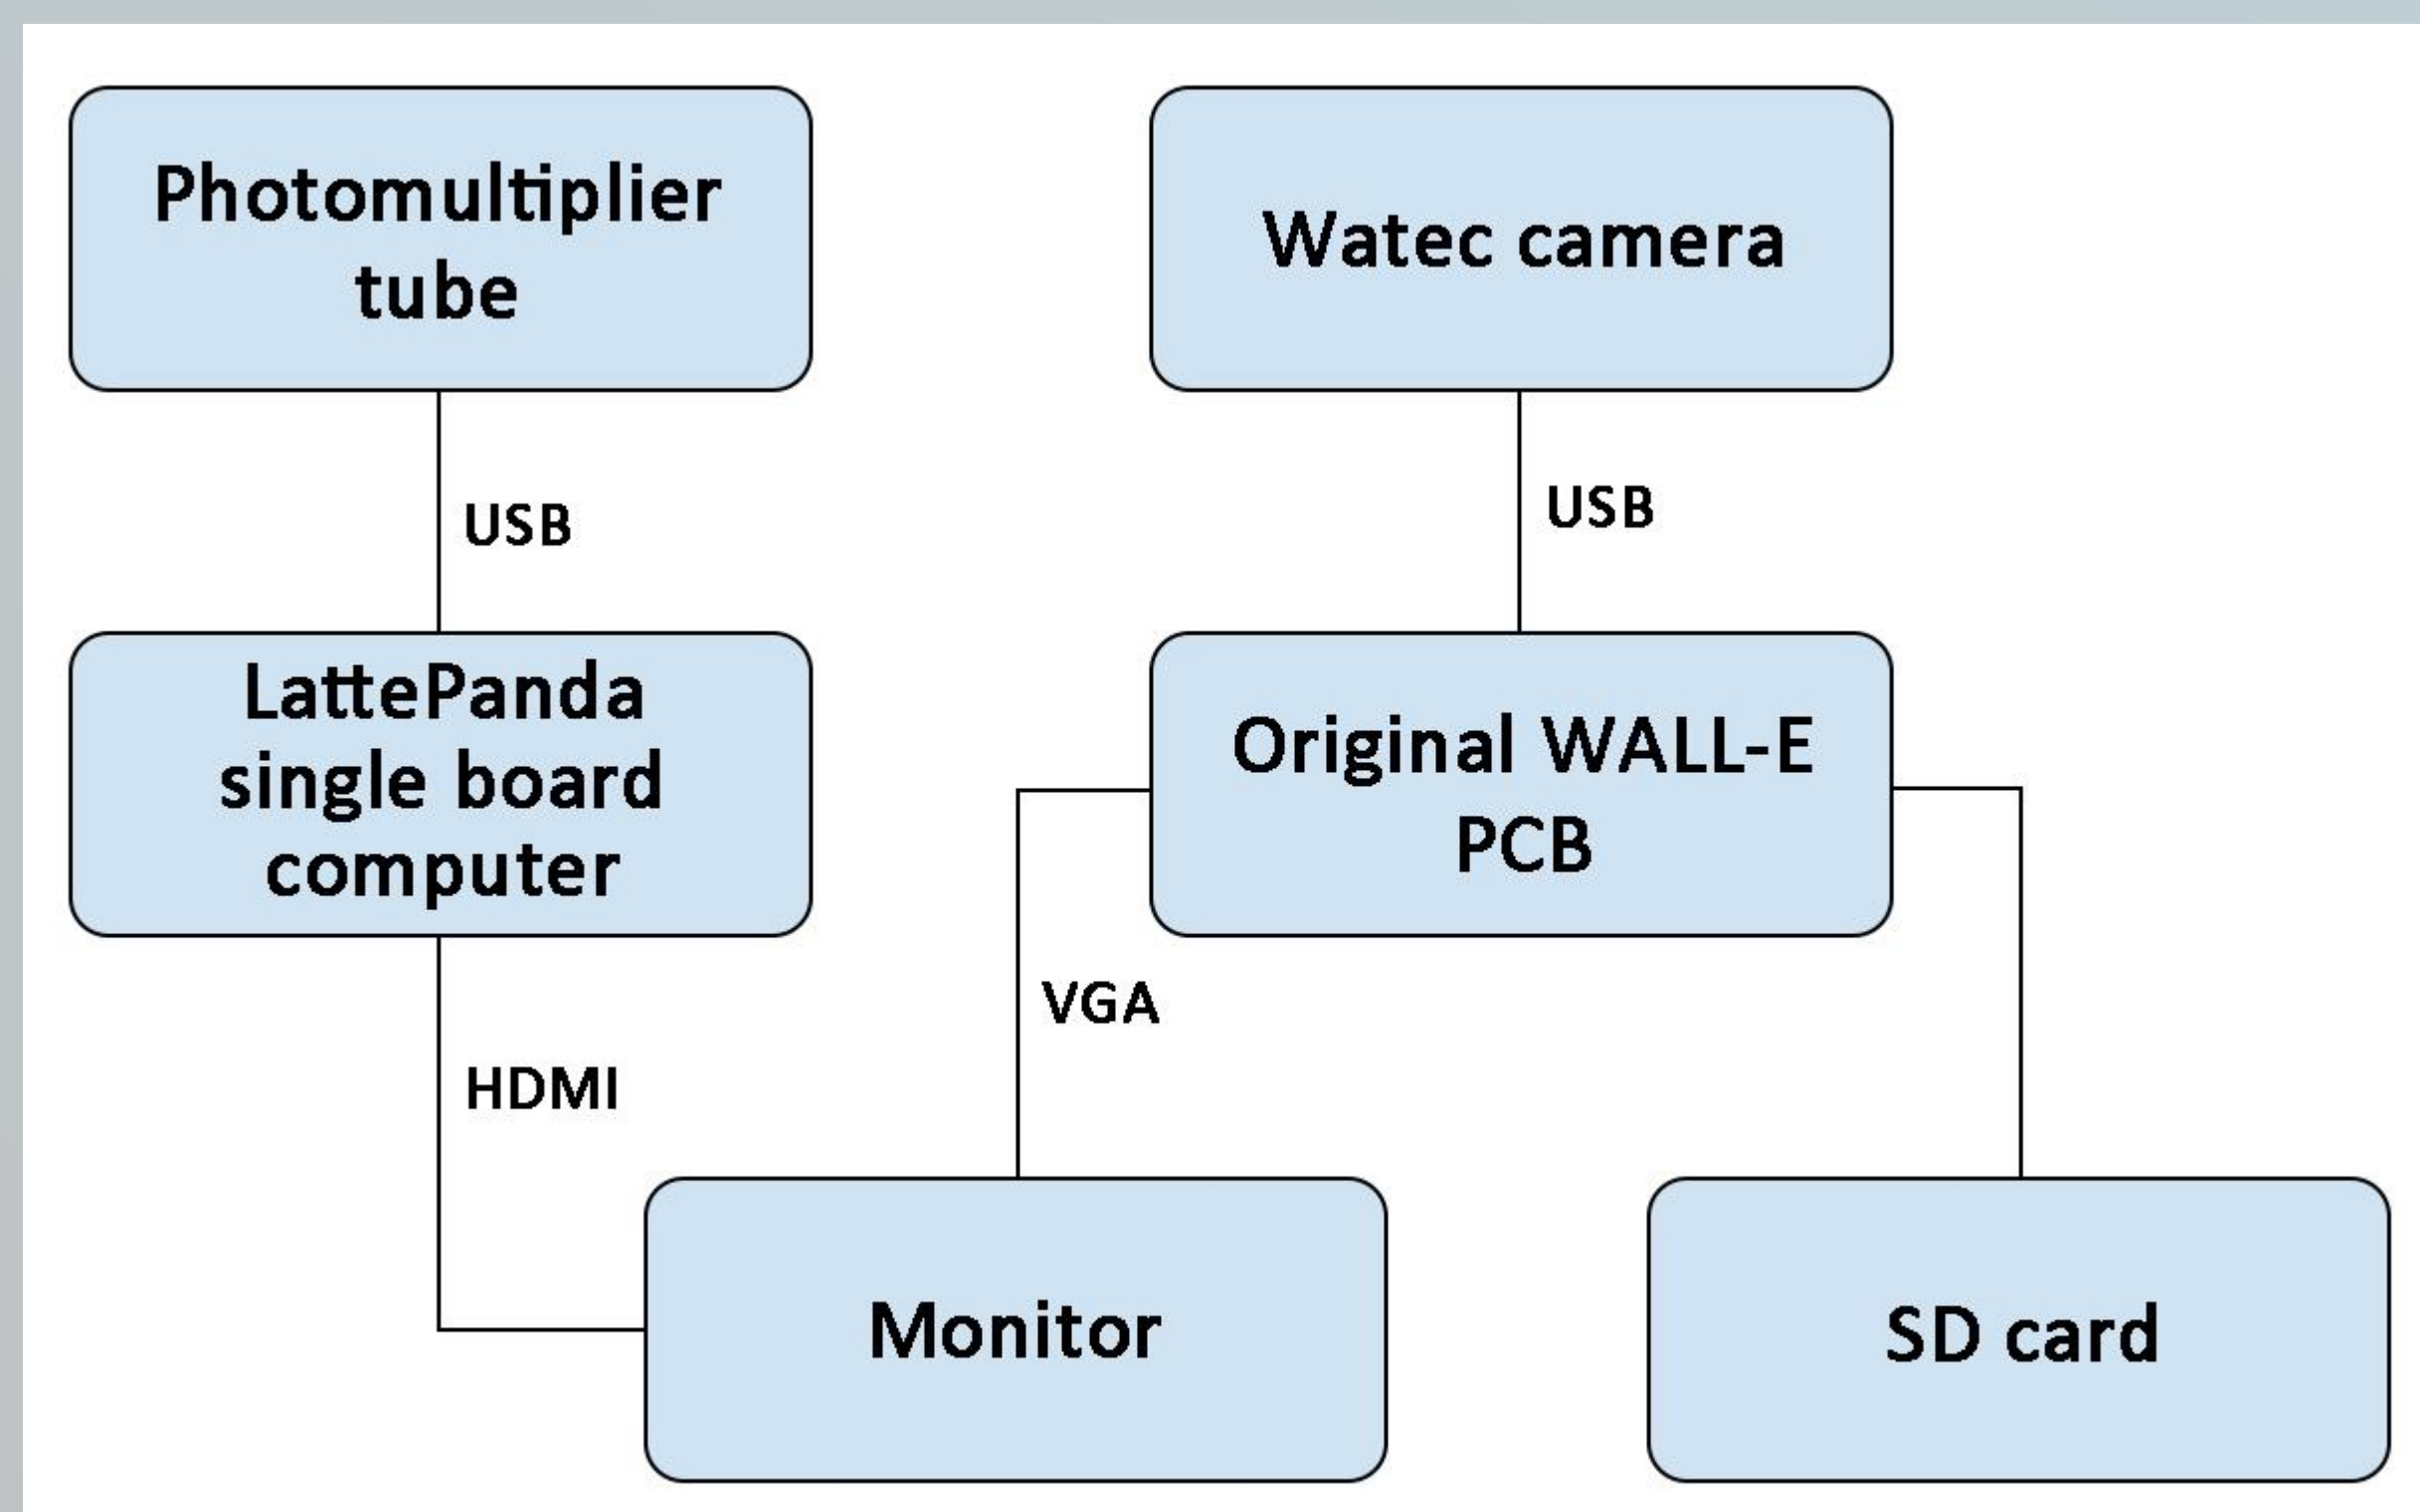 Photomultiplier
tube
Watec camera
USB
USB
LattePanda
single board
computer
Original WALL-E
PCB
VGA
HDMI
Monitor
SD card